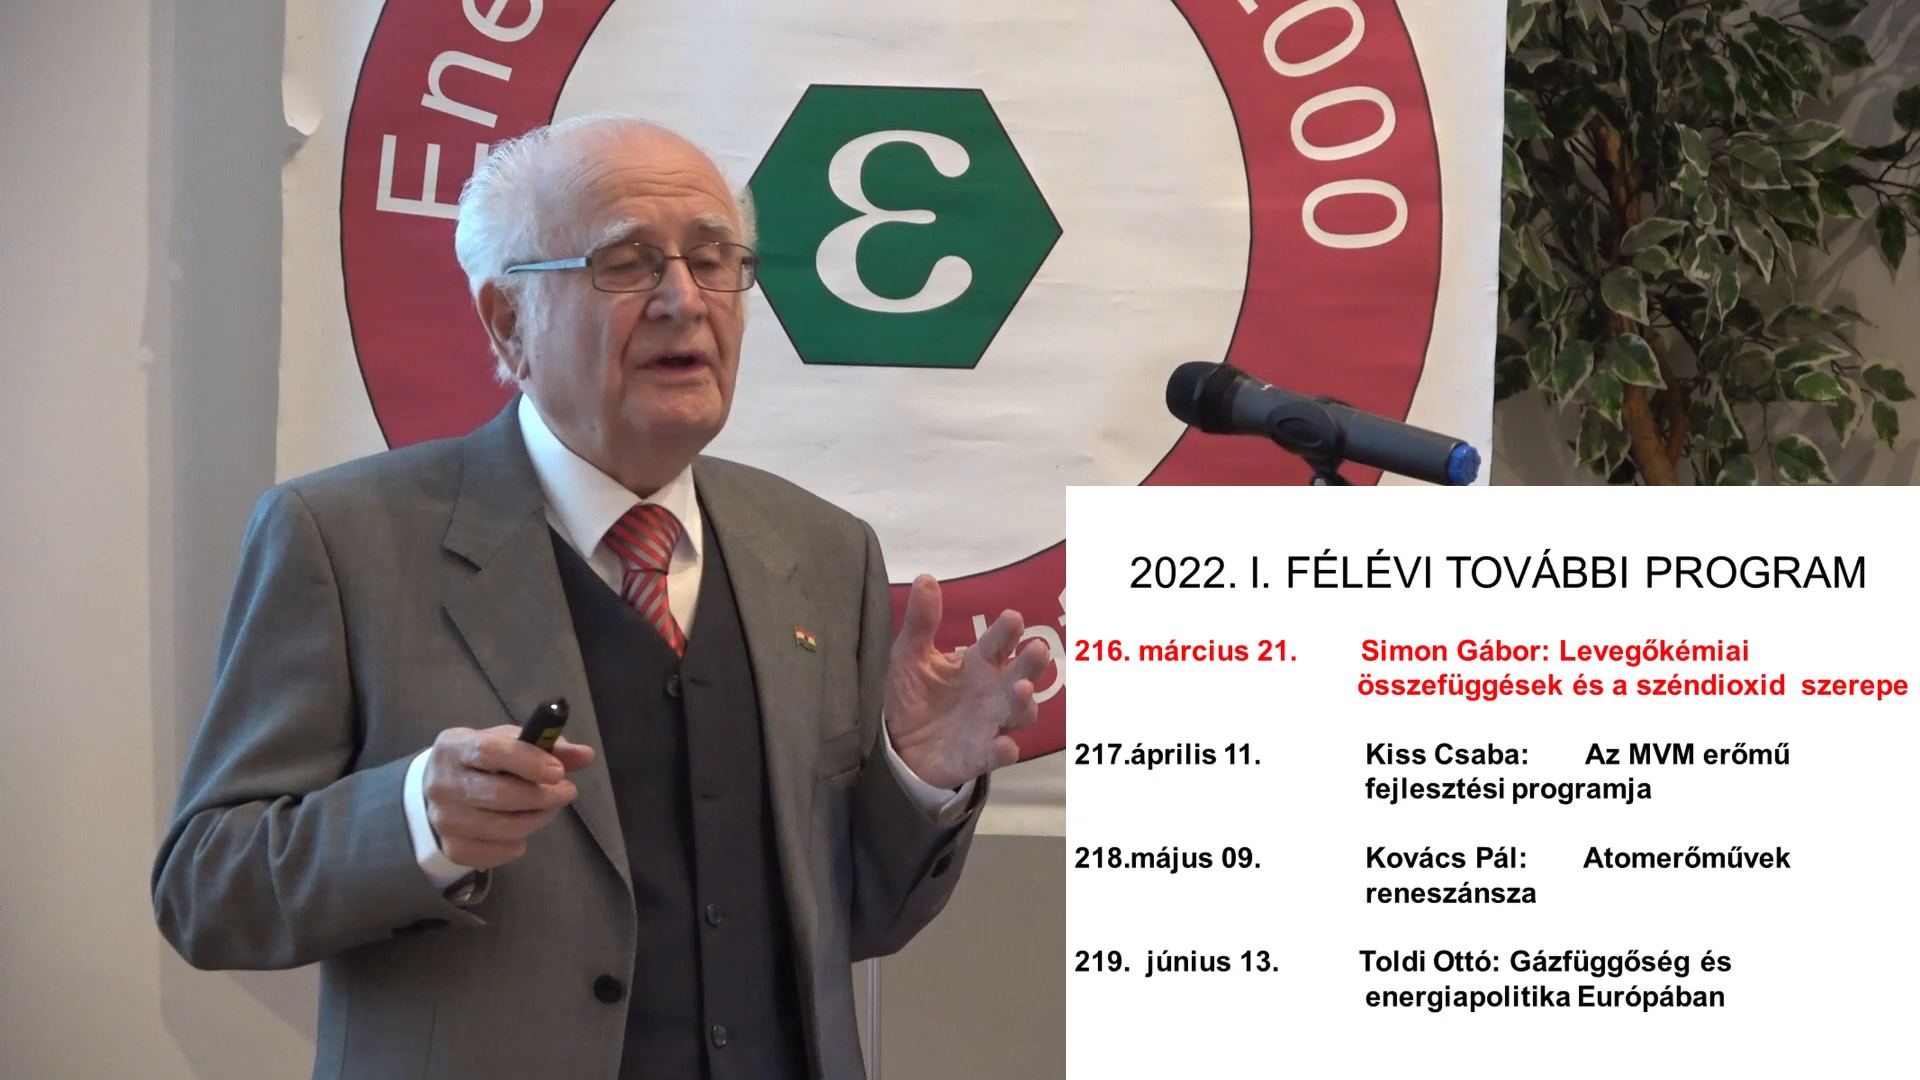 Ene
2000
ε
2022. I. FÉLÉVI TOVÁBBI PROGRAM
216. március 21. Simon Gábor: Levegőkémiai
összefüggések és a széndioxid szerepe
217.április 11. Kiss Csaba: Az MVM erőmű
fejlesztési programja
218.május 09. Kovács Pál: Atomerőművek
reneszánsza
219. június 13. Toldi Ottó: Gázfüggőség és
energiapolitika Európában